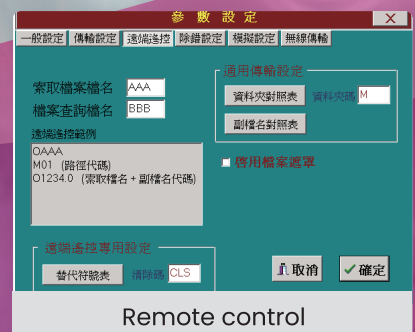 參 數 設 定
X
一般設定 傳輸設定 遠端遙控 除錯設定 模擬設定 無線傳輸
索取檔案檔名 AAA
檔案查詢檔名 BBB
遠端遙控範例
OAAA
M01 (路徑代碼)
O1234.0 (索取檔名 + 副檔名代碼)
適用傳輸設定
資料夾對照表 資料夾碼 M
副檔名對照表
啓用檔案遮罩
遠端遙控專用設定
替代符號表 清除碼 CLS
取消 確定
Remote control